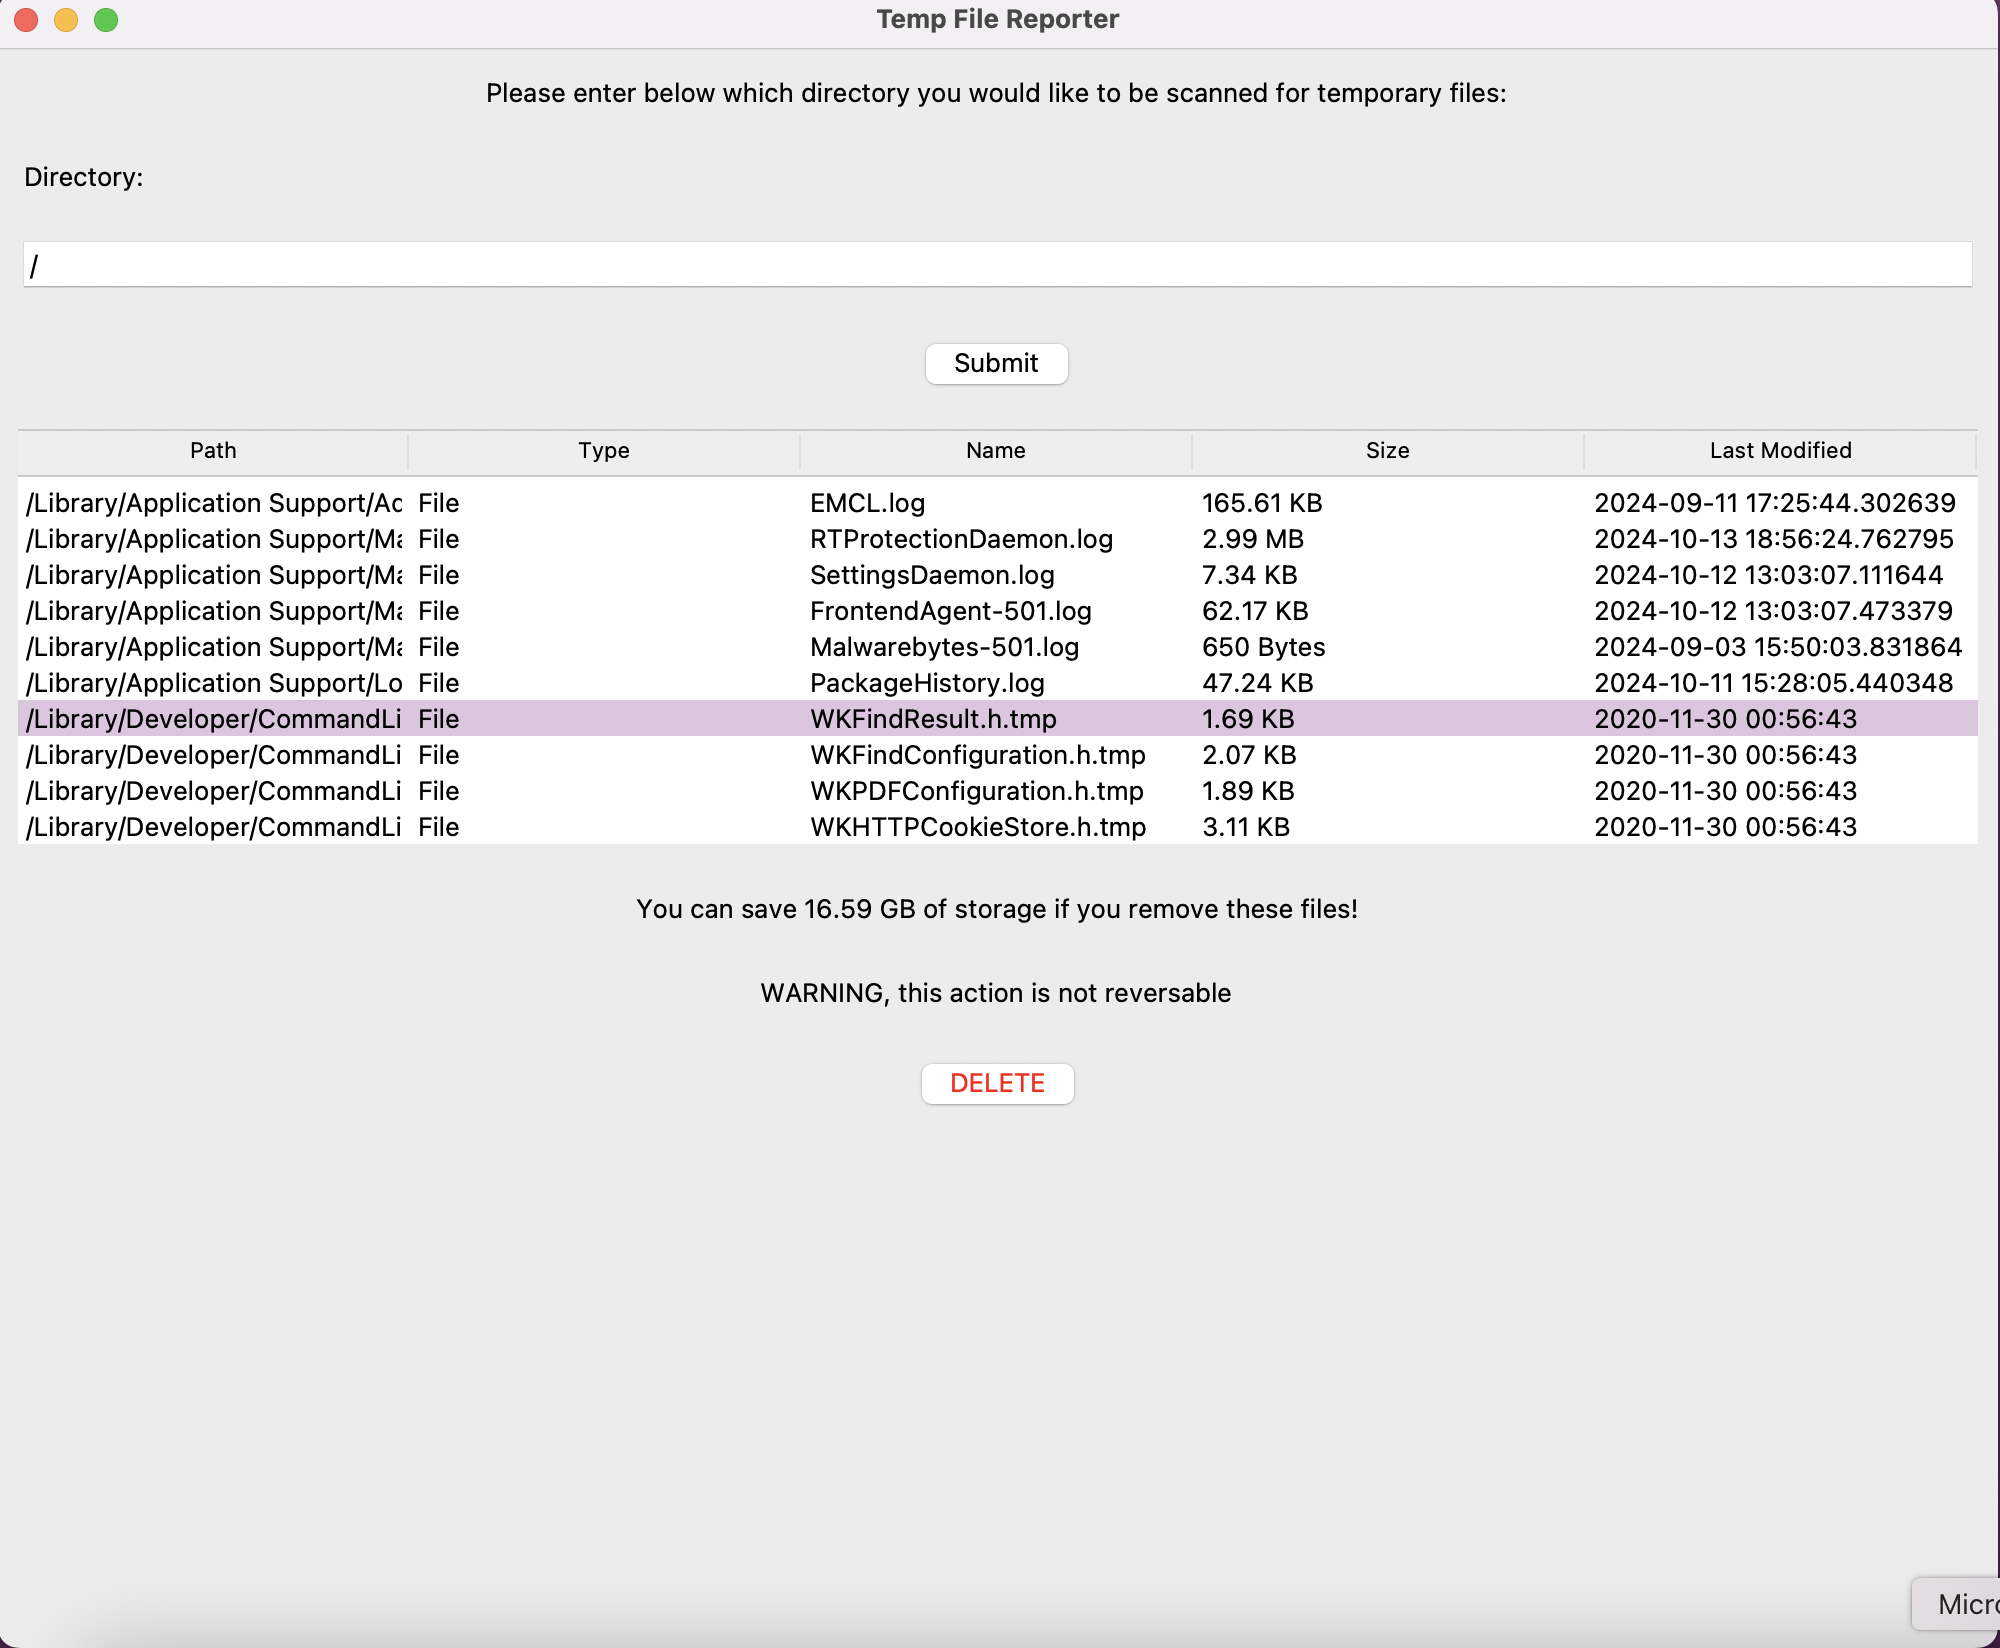 Temp File Reporter
Please enter below which directory you would like to be scanned for temporary files:
Directory:
/
Submit
Path Type Name Size Last Modified
/Library/Application Support/Ac File EMCL.log 165.61 KB 2024-09-11 17:25:44.302639
/Library/Application Support/Ma File RTProtectionDaemon.log 2.99 MB 2024-10-13 18:56:24.762795
/Library/Application Support/Ma File SettingsDaemon.log 7.34 KB 2024-10-12 13:03:07.111644
/Library/Application Support/Ma File FrontendAgent-501.log 62.17 KB 2024-10-12 13:03:07.473379
/Library/Application Support/Ma File Malwarebytes-501.log 650 Bytes 2024-09-03 15:50:03.831864
/Library/Application Support/Lo File PackageHistory.log 47.24 KB 2024-10-11 15:28:05.440348
/Library/Developer/CommandLi File WKFindResult.h.tmp 1.69 KB 2020-11-30 00:56:43
/Library/Developer/CommandLi File WKFindConfiguration.h.tmp 2.07 KB 2020-11-30 00:56:43
/Library/Developer/CommandLi File WKPDFConfiguration.h.tmp 1.89 KB 2020-11-30 00:56:43
/Library/Developer/CommandLi File WKHTTPCookieStore.h.tmp 3.11 KB 2020-11-30 00:56:43
You can save 16.59 GB of storage if you remove these files!
WARNING, this action is not reversable
DELETE
Micro